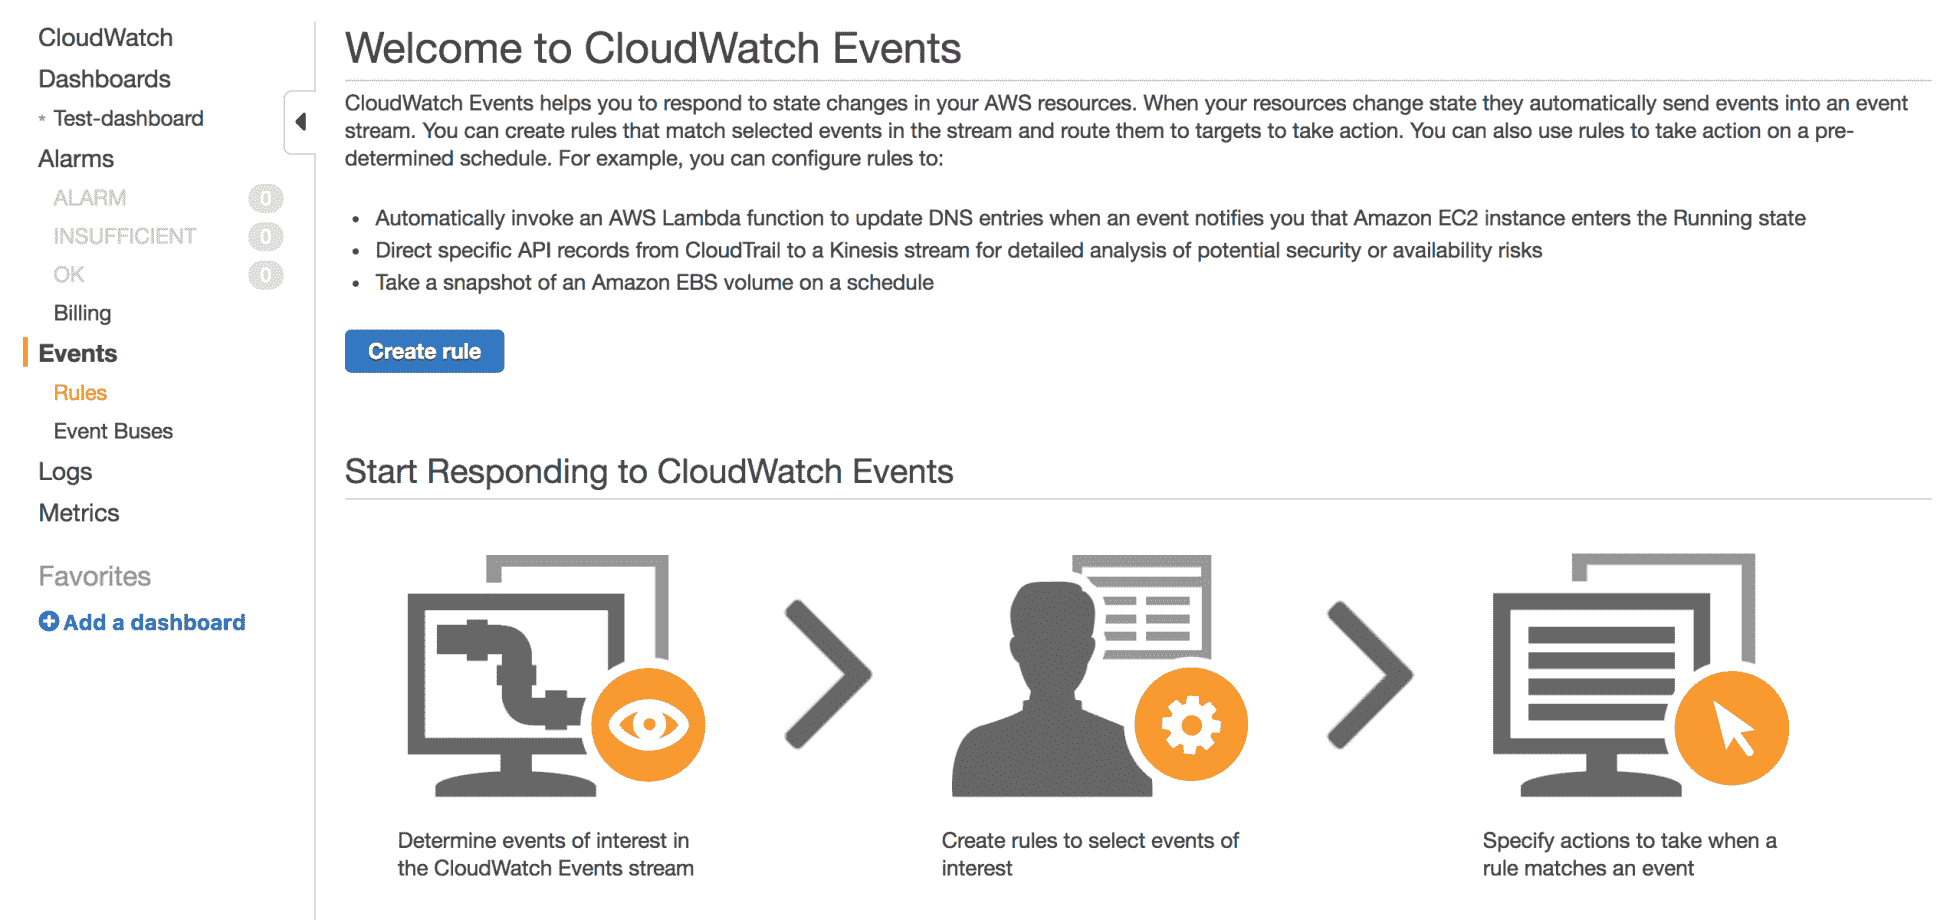 CloudWatch
Dashboards
* Test-dashboard
Alarms
ALARM 0
INSUFFICIENT 0
OK 0
Billing
Events
Rules
Event Buses
Logs
Metrics
Favorites
Add a dashboard
Welcome to CloudWatch Events
CloudWatch Events helps you to respond to state changes in your AWS resources. When your resources change state they automatically send events into an event
stream. You can create rules that match selected events in the stream and route them to targets to take action. You can also use rules to take action on a pre-
determined schedule. For example, you can configure rules to:
• Automatically invoke an AWS Lambda function to update DNS entries when an event notifies you that Amazon EC2 instance enters the Running state
• Direct specific API records from CloudTrail to a Kinesis stream for detailed analysis of potential security or availability risks
• Take a snapshot of an Amazon EBS volume on a schedule
Create rule
Start Responding to CloudWatch Events
Determine events of interest in
the CloudWatch Events stream
Create rules to select events of
interest
Specify actions to take when a
rule matches an event